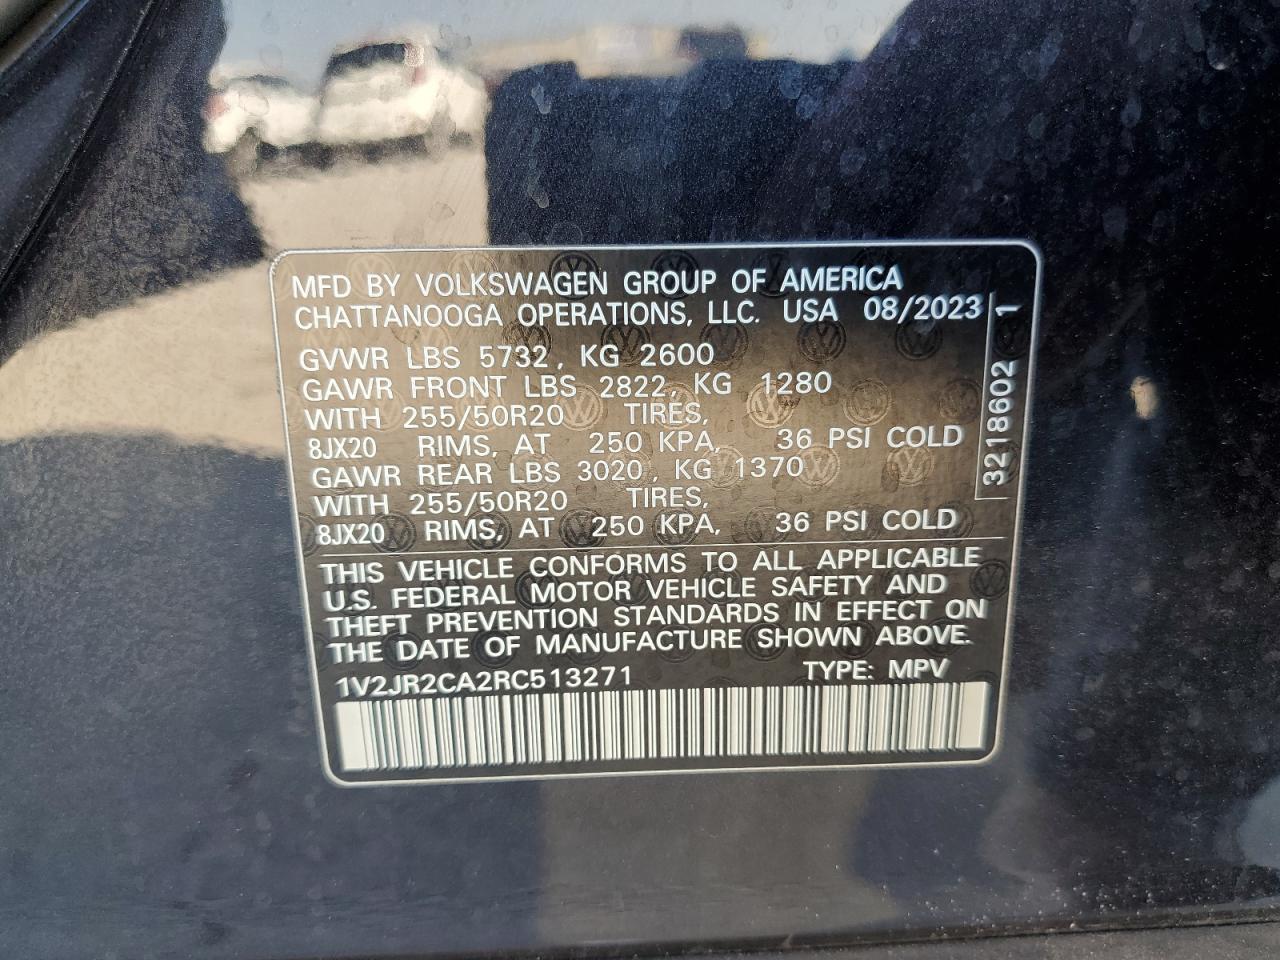 MFD BY VOLKSWAGEN GROUP OF AMERICA
CHATTANOOGA OPERATIONS, LLC. USA 08/2023
GVWR LBS 5732, KG 2600
GAWR FRONT LBS 2822, KG 1280
WITH 255/50R20 TIRES,
8JX20 RIMS, AT 250 KPA, 36 PSI COLD
GAWR REAR LBS 3020, KG 1370
WITH 255/50R20 TIRES,
8JX20 RIMS, AT 250 KPA, 36 PSI COLD
THIS VEHICLE CONFORMS TO ALL APPLICABLE
U.S. FEDERAL MOTOR VEHICLE SAFETY AND
THEFT PREVENTION STANDARDS IN EFFECT ON
THE DATE OF MANUFACTURE SHOWN ABOVE.
1V2JR2CA2RC513271 TYPE: MPV
3218602 1